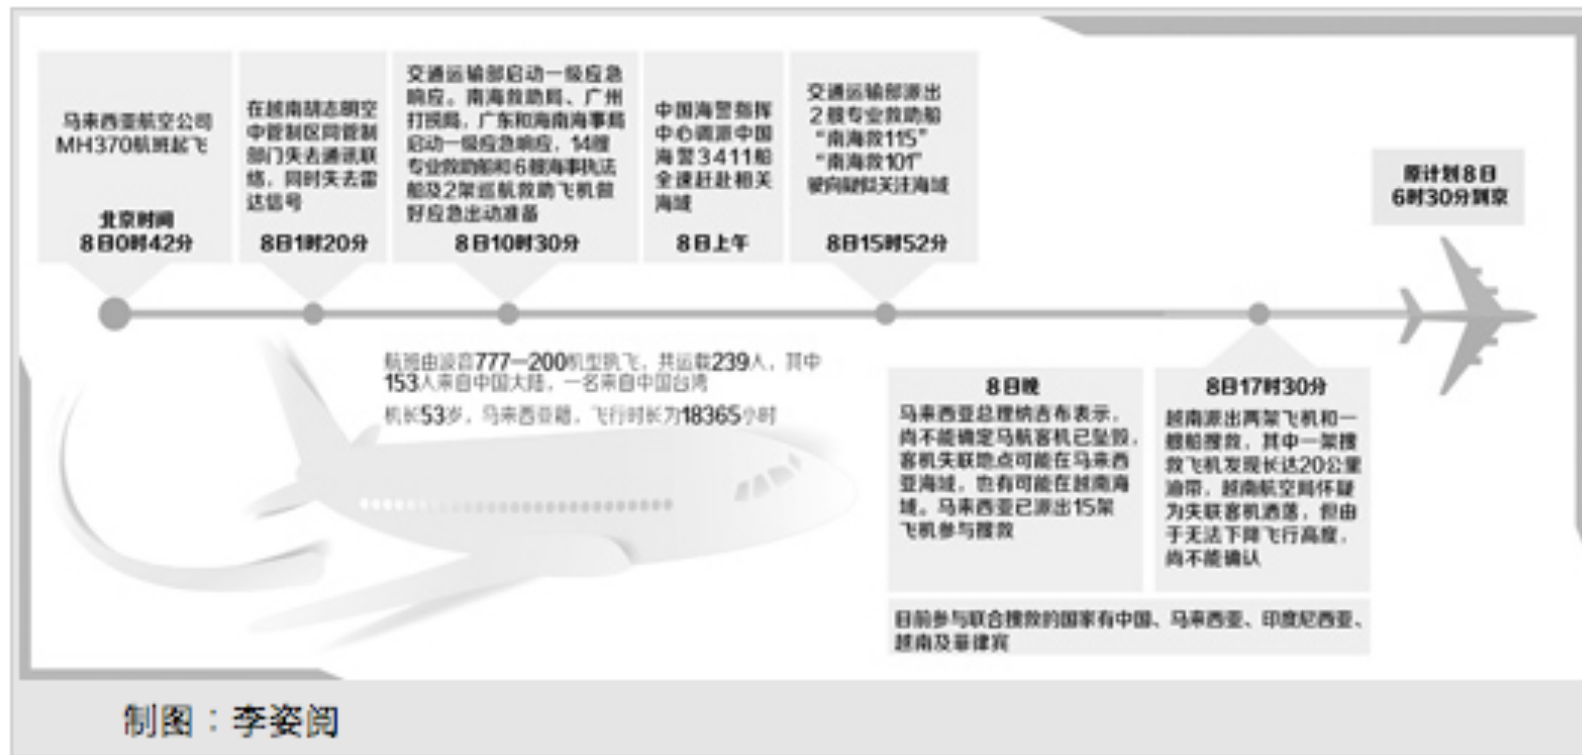 马来西亚航空公司
MH370航班起飞
北京时间
8日0时42分
在越南胡志明空
中管制区同管制
部门失去通讯联
络，同时失去雷
达信号
8日1时20分
交通运输部启动一级应急
响应。南海救助局、广州
打捞局，广东和海南海事局
启动一级应急响应，14艘
专业救助船和6艘海事执法
船及2架巡航救助飞机做
好应急出动准备
8日10时30分
中国海警指挥
中心调派中国
海警3411船
全速赶赴相关
海域
8日上午
交通运输部派出
2艘专业救助船
“南海救115”
“南海救101”
驶向疑似关注海域
8日15时52分
原计划8日
6时30分到京
航班由波音777—200机型执飞，共运载239人，其中
153人来自中国大陆，一名来自中国台湾
机长53岁，马来西亚籍，飞行时长为18365小时
8日晚
马来西亚总理纳吉布表示，
尚不能确定马航客机已坠毁，
客机失联地点可能在马来西
亚海域，也有可能在越南海
域。马来西亚已派出15架
飞机参与搜救
8日17时30分
越南派出两架飞机和一
艘船搜救，其中一架搜
救飞机发现长达20公里
油带，越南航空局怀疑
为失联客机洒落，但由
于无法下降飞行高度，
尚不能确认
目前参与联合搜救的国家有中国、马来西亚、印度尼西亚、
越南及菲律宾
制图：李姿阅